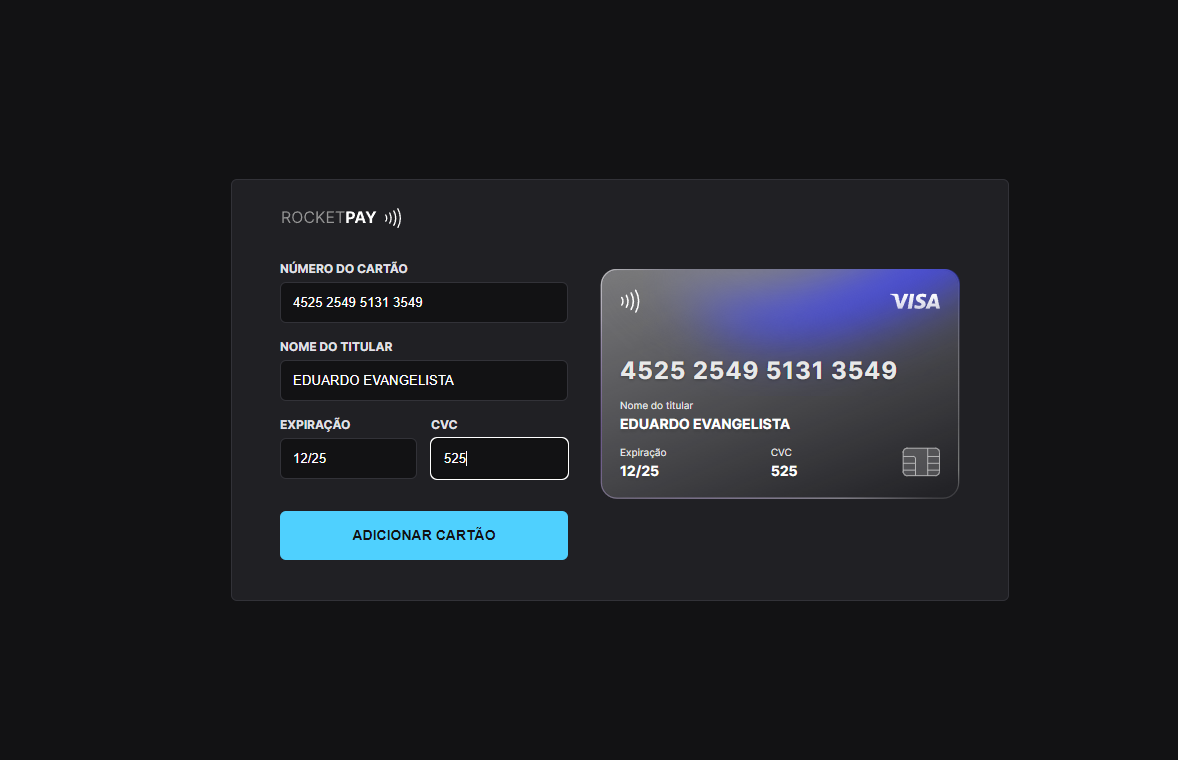 ROCKETPAY
NÚMERO DO CARTÃO
4525 2549 5131 3549
NOME DO TITULAR
EDUARDO EVANGELISTA
EXPIRAÇÃO CVC
12/25 525
ADICIONAR CARTÃO
VISA
4525 2549 5131 3549
Nome do titular
EDUARDO EVANGELISTA
Expiração CVC
12/25 525